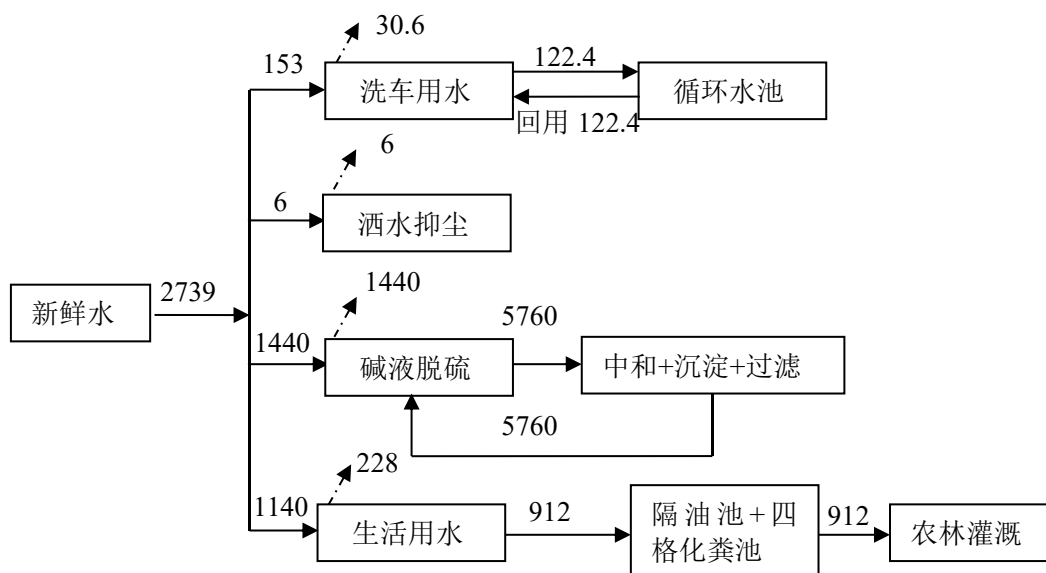 30.6
153
洗车用水
122.4
循环水池
回用 122.4
6
6
洒水抑尘
新鲜水
2739
1440
1440
碱液脱硫
5760
中和+沉淀+过滤
5760
228
1140
生活用水
912
隔油池+四
格化粪池
912
农林灌溉